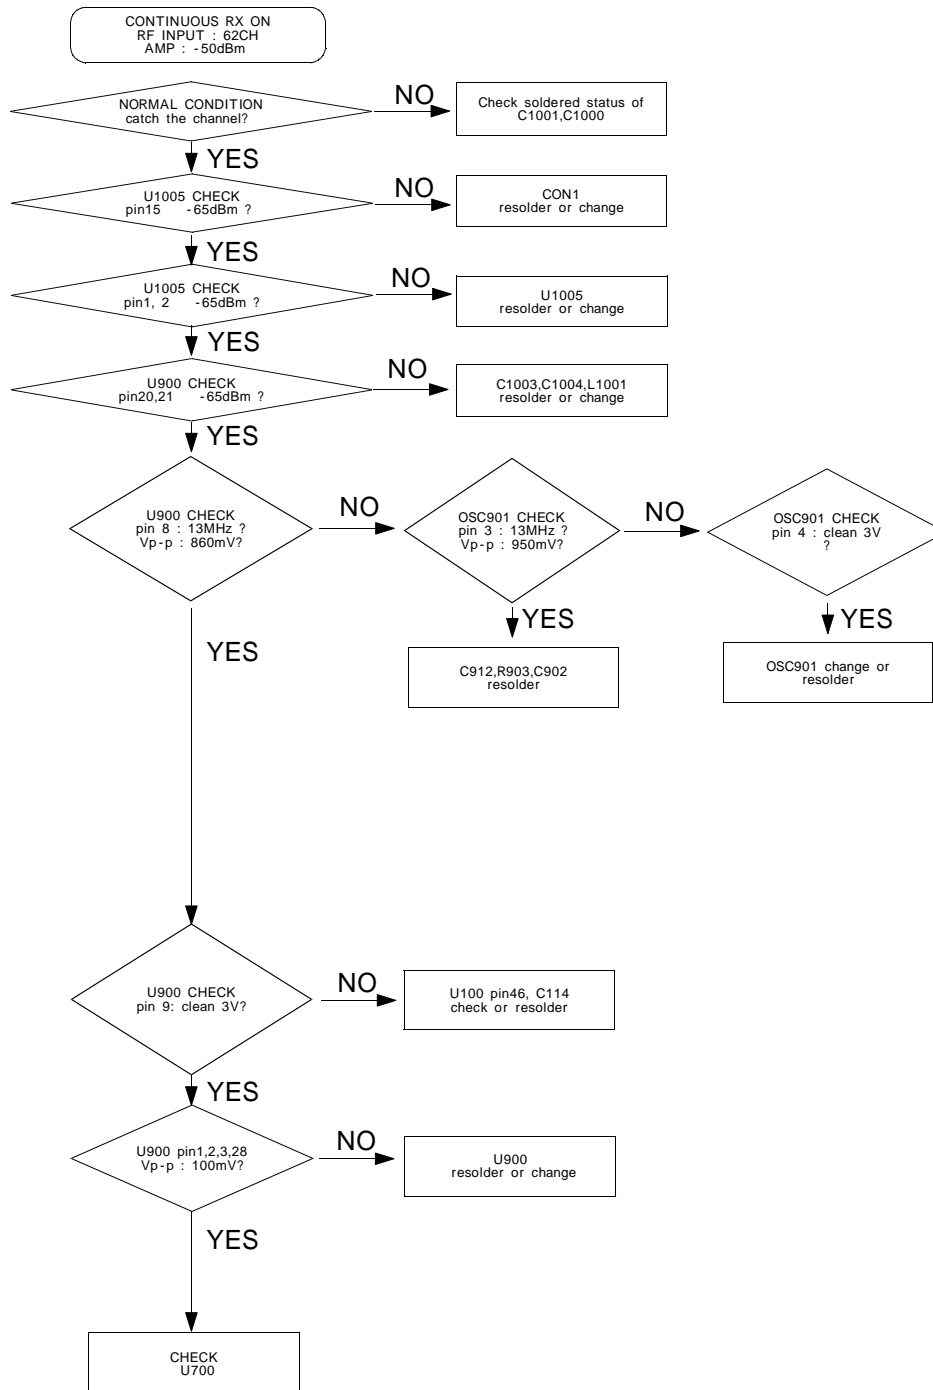 CONTINUOUS RX ON
RF INPUT : 62CH
AMP : -50dBm
NORMAL CONDITION
catch the channel?
NO
Check soldered status of
C1001,C1000
YES
U1005 CHECK
pin15 -65dBm ?
NO
CON1
resolder or change
YES
U1005 CHECK
pin1, 2 -65dBm ?
NO
U1005
resolder or change
YES
U900 CHECK
pin20,21 -65dBm ?
NO
C1003,C1004,L1001
resolder or change
YES
U900 CHECK
pin 8 : 13MHz ?
Vp-p : 860mV?
NO
OSC901 CHECK
pin 3 : 13MHz ?
Vp-p : 950mV?
NO
OSC901 CHECK
pin 4 : clean 3V
?
YES
YES
YES
C912,R903,C902
resolder
OSC901 change or
resolder
U900 CHECK
pin 9: clean 3V?
NO
U100 pin46, C114
check or resolder
YES
U900 pin1,2,3,28
Vp-p : 100mV?
NO
U900
resolder or change
YES
CHECK
U700